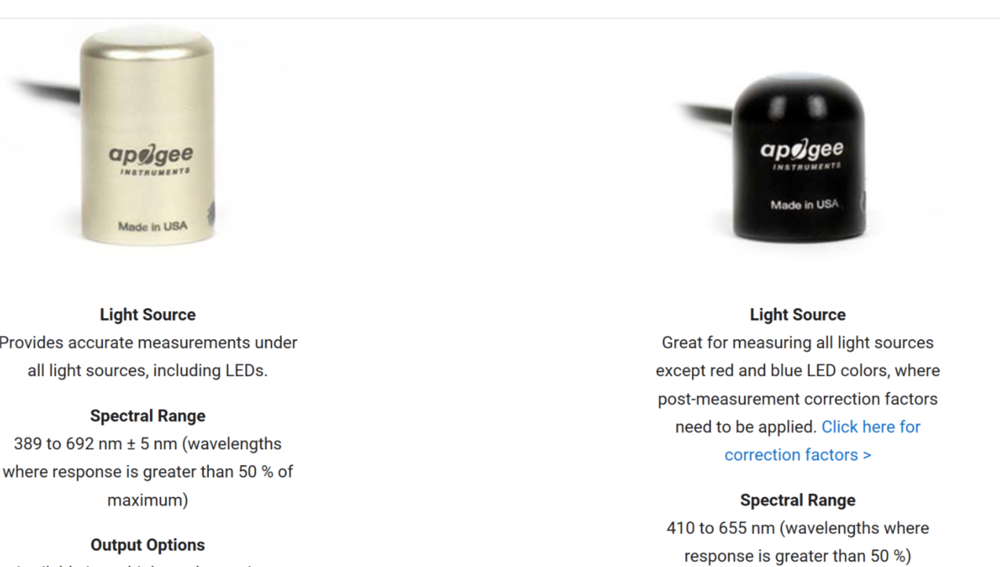 apogee
INSTRUMENTS
Made in USA
Light Source
Provides accurate measurements under
all light sources, including LEDs.
Spectral Range
389 to 692 nm ± 5 nm (wavelengths
where response is greater than 50 % of
maximum)
Output Options
apogee
INSTRUMENTS
Made in USA
Light Source
Great for measuring all light sources
except red and blue LED colors, where
post-measurement correction factors
need to be applied. Click here for
correction factors >
Spectral Range
410 to 655 nm (wavelengths where
response is greater than 50 %)